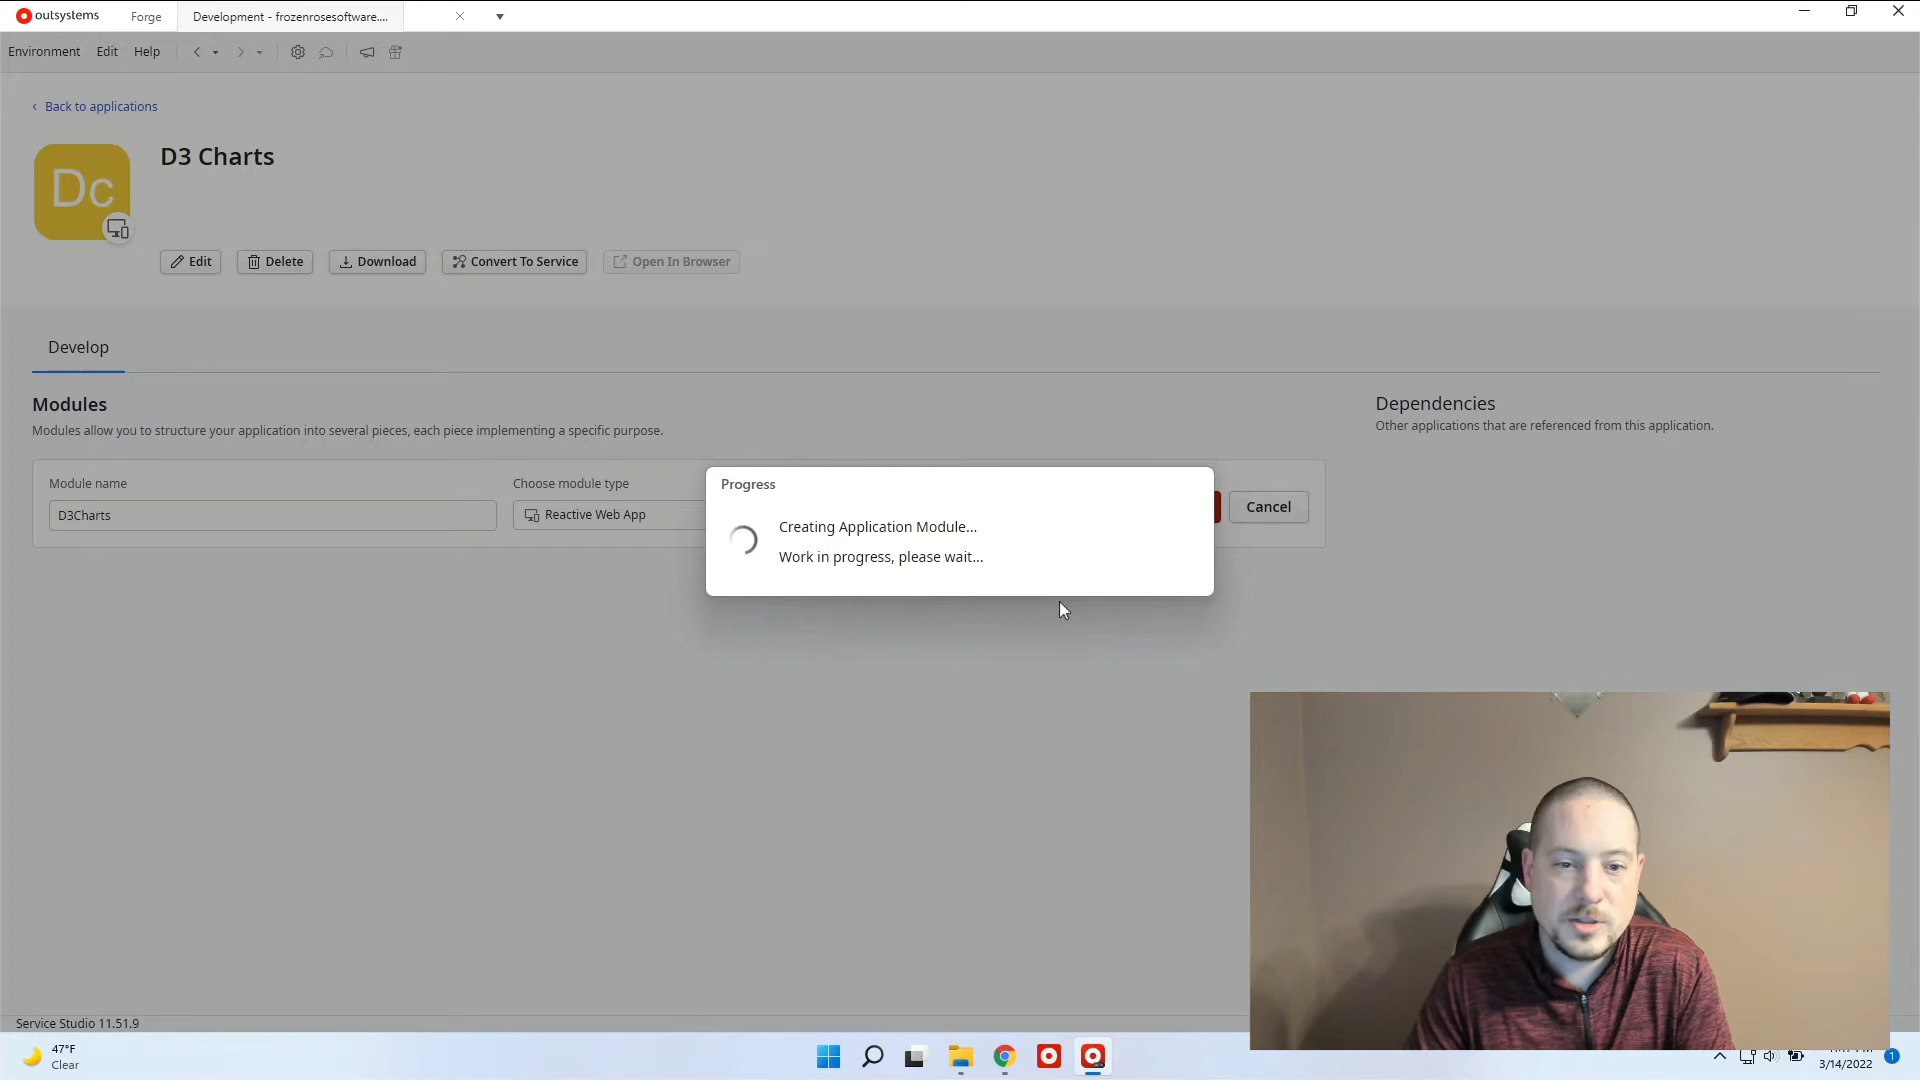 outsystems
Forge
Development - frozenrosesoftware....
Environment Edit Help
Back to applications
Dc
D3 Charts
Edit
Delete
Download
Convert To Service
Open In Browser
Develop
Modules
Modules allow you to structure your application into several pieces, each piece implementing a specific purpose.
Dependencies
Other applications that are referenced from this application.
Module name
D3Charts
Choose module type
Reactive Web App
Cancel
Progress
Creating Application Module...
Work in progress, please wait...
Service Studio 11.51.9
47°F
Clear
3/14/2022
1